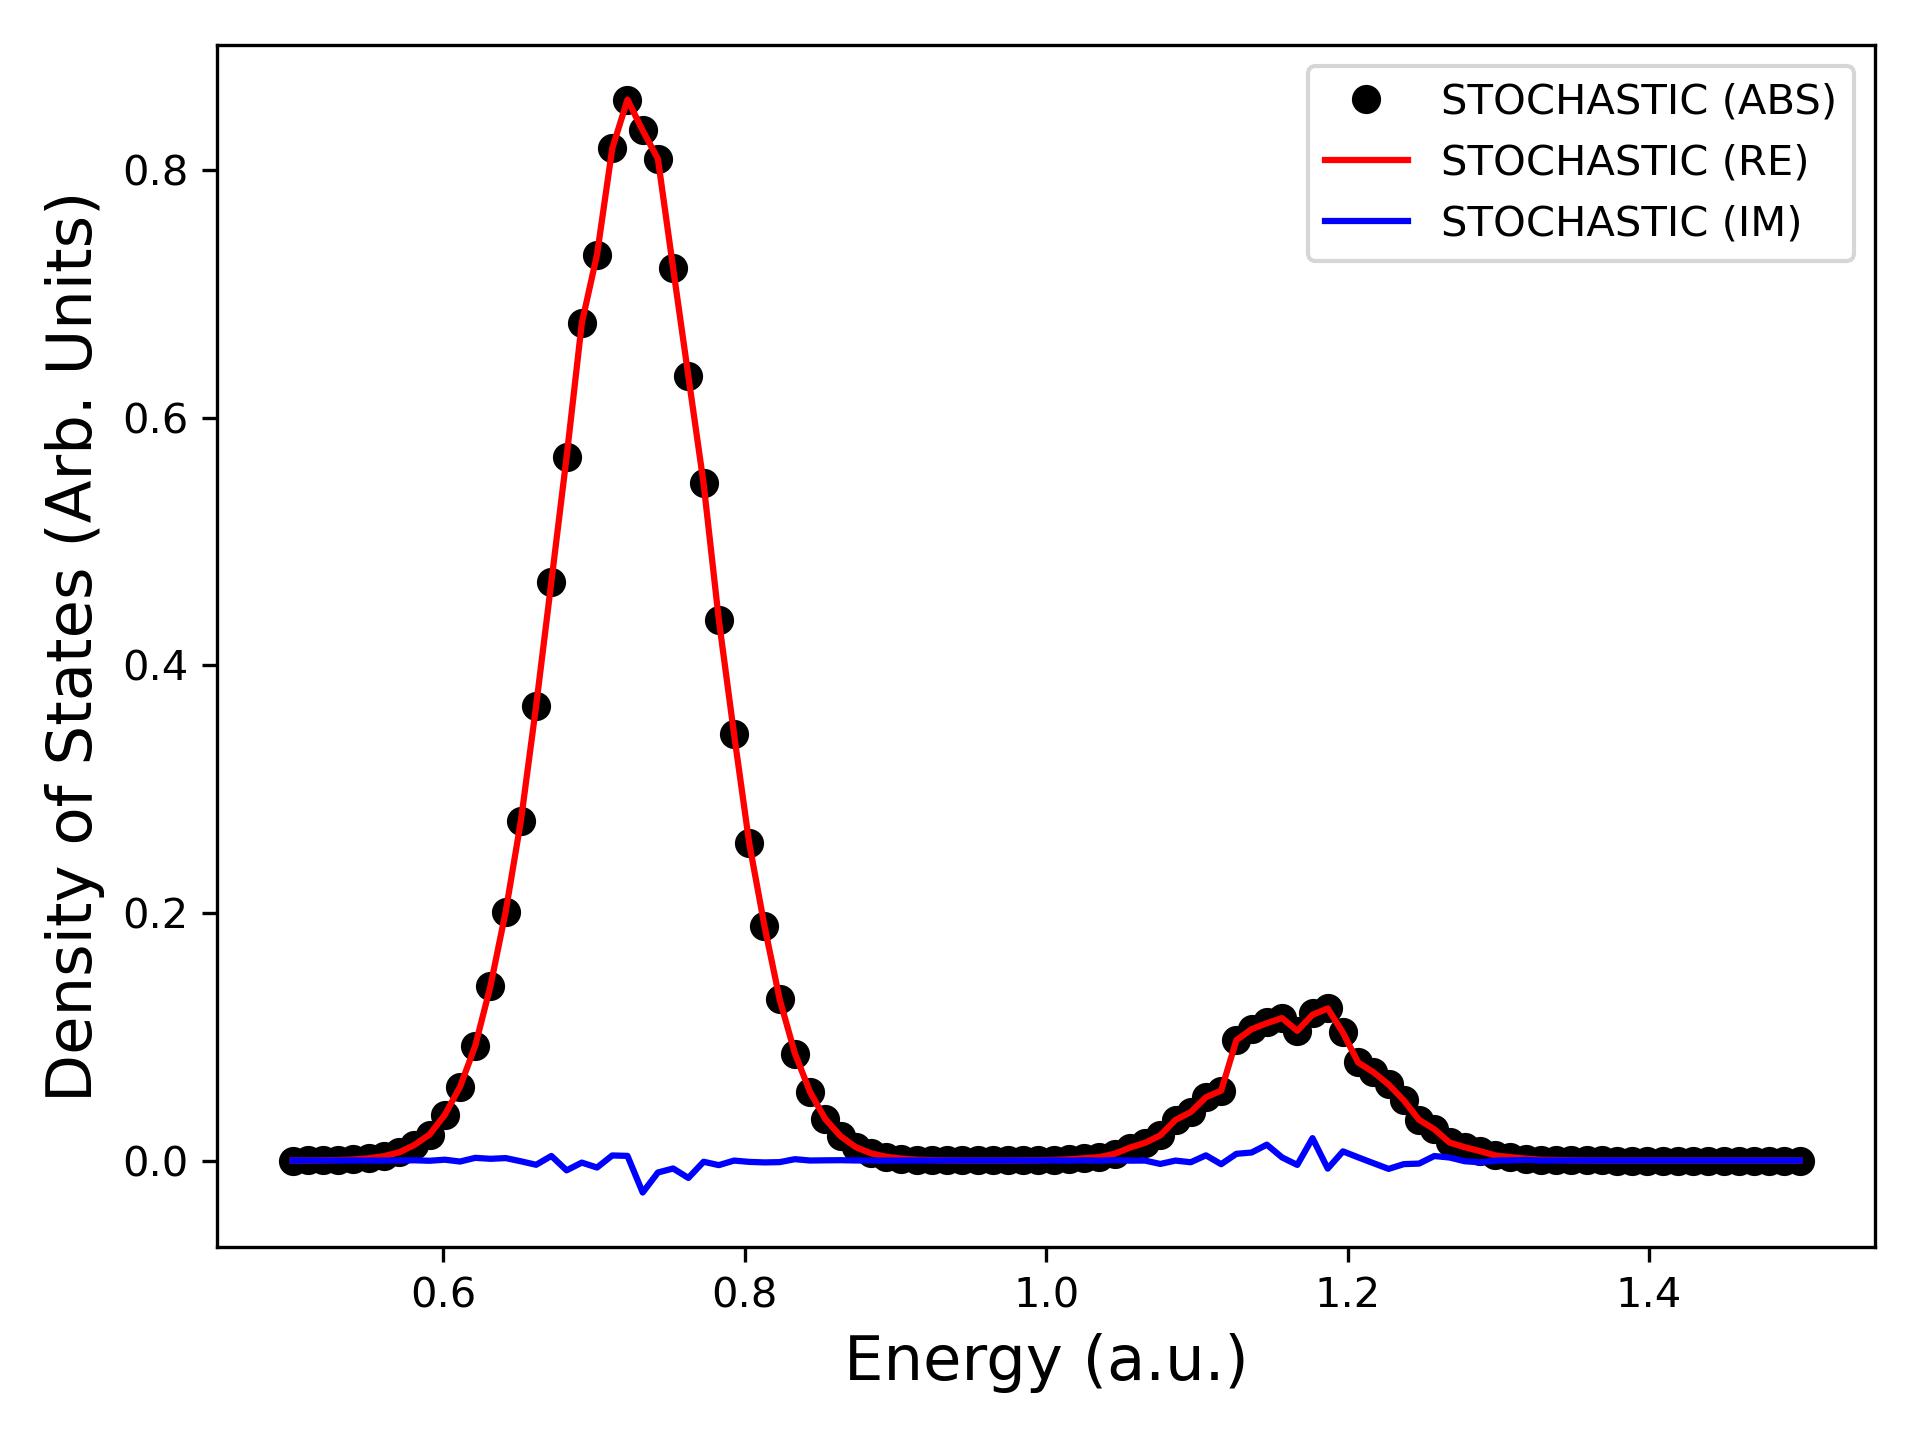 STOCHASTIC (ABS)
STOCHASTIC (RE)
STOCHASTIC (IM)
Density of States (Arb. Units)
0.8
0.6
0.4
0.2
0.0
0.6 0.8 1.0 1.2 1.4
Energy (a.u.)